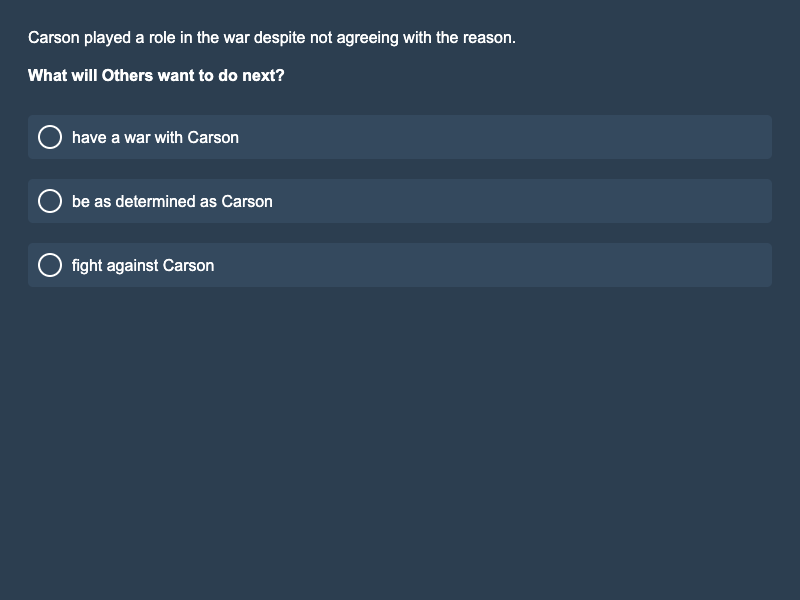 Carson played a role in the war despite not agreeing with the reason.
What will Others want to do next?
have a war with Carson
be as determined as Carson
fight against Carson